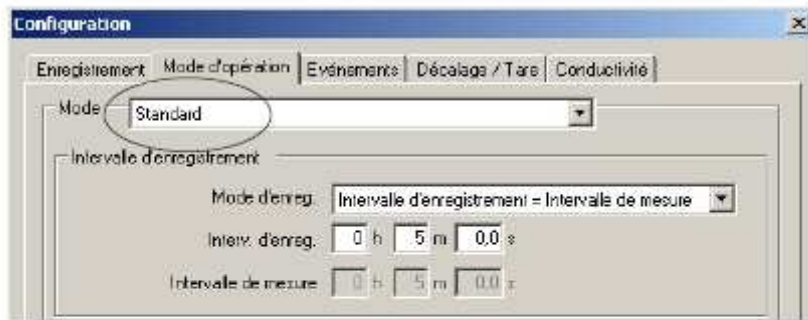 Configuration
Enregistrement Mode d'opération Evénements Décalage / Tare Conductivité
Mode Standard
Intervalle d'enregistrement
Mode d'enreg. Intervalle d'enregistrement = Intervalle de mesure
Interv. d'enreg. 0 h 5 m 0,0 s
Intervalle de mesure 0 h 5 m 0,0 s